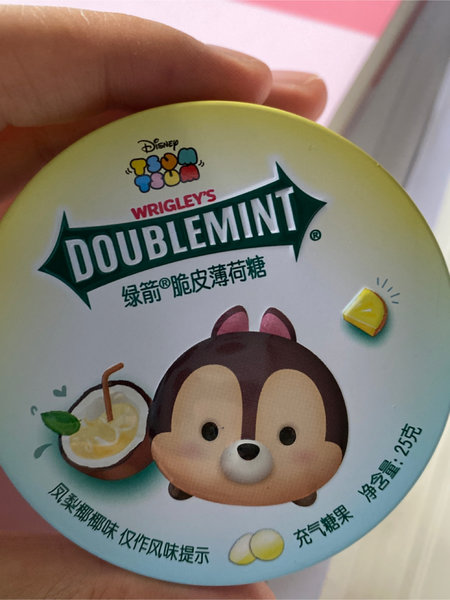 Disney
TSUM
TSUM
WRIGLEY'S
DOUBLEMINT®
绿箭®脆皮薄荷糖
凤梨椰椰味 仅作风味提示
充气糖果
净含量：25克